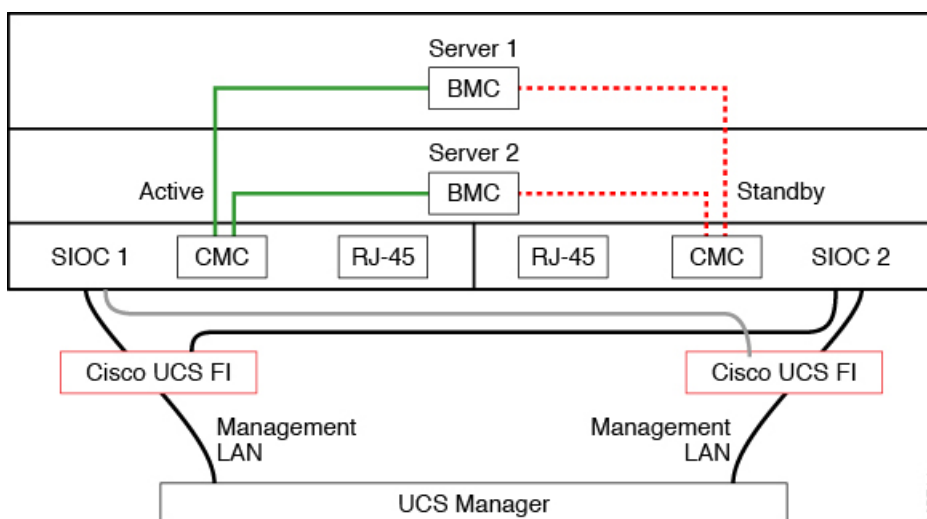 Server 1
BMC
Server 2
Active
BMC
Standby
SIOC 1
CMC
RJ-45
RJ-45
CMC
SIOC 2
Cisco UCS FI
Cisco UCS FI
Management
LAN
Management
LAN
UCS Manager